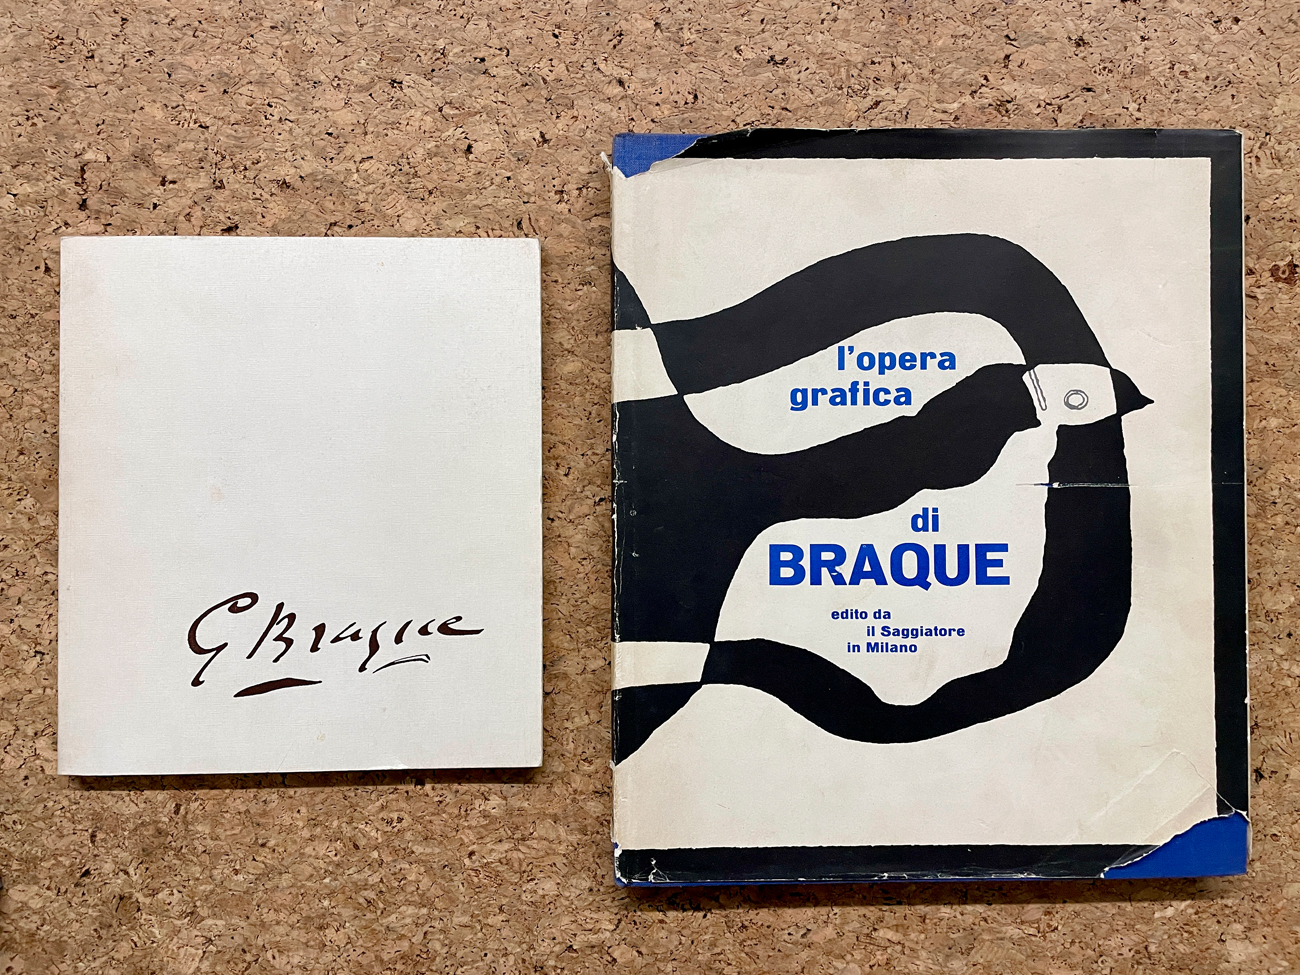 G Braque
l'opera
grafica
di
BRAQUE
edito da
il Saggiatore
in Milano